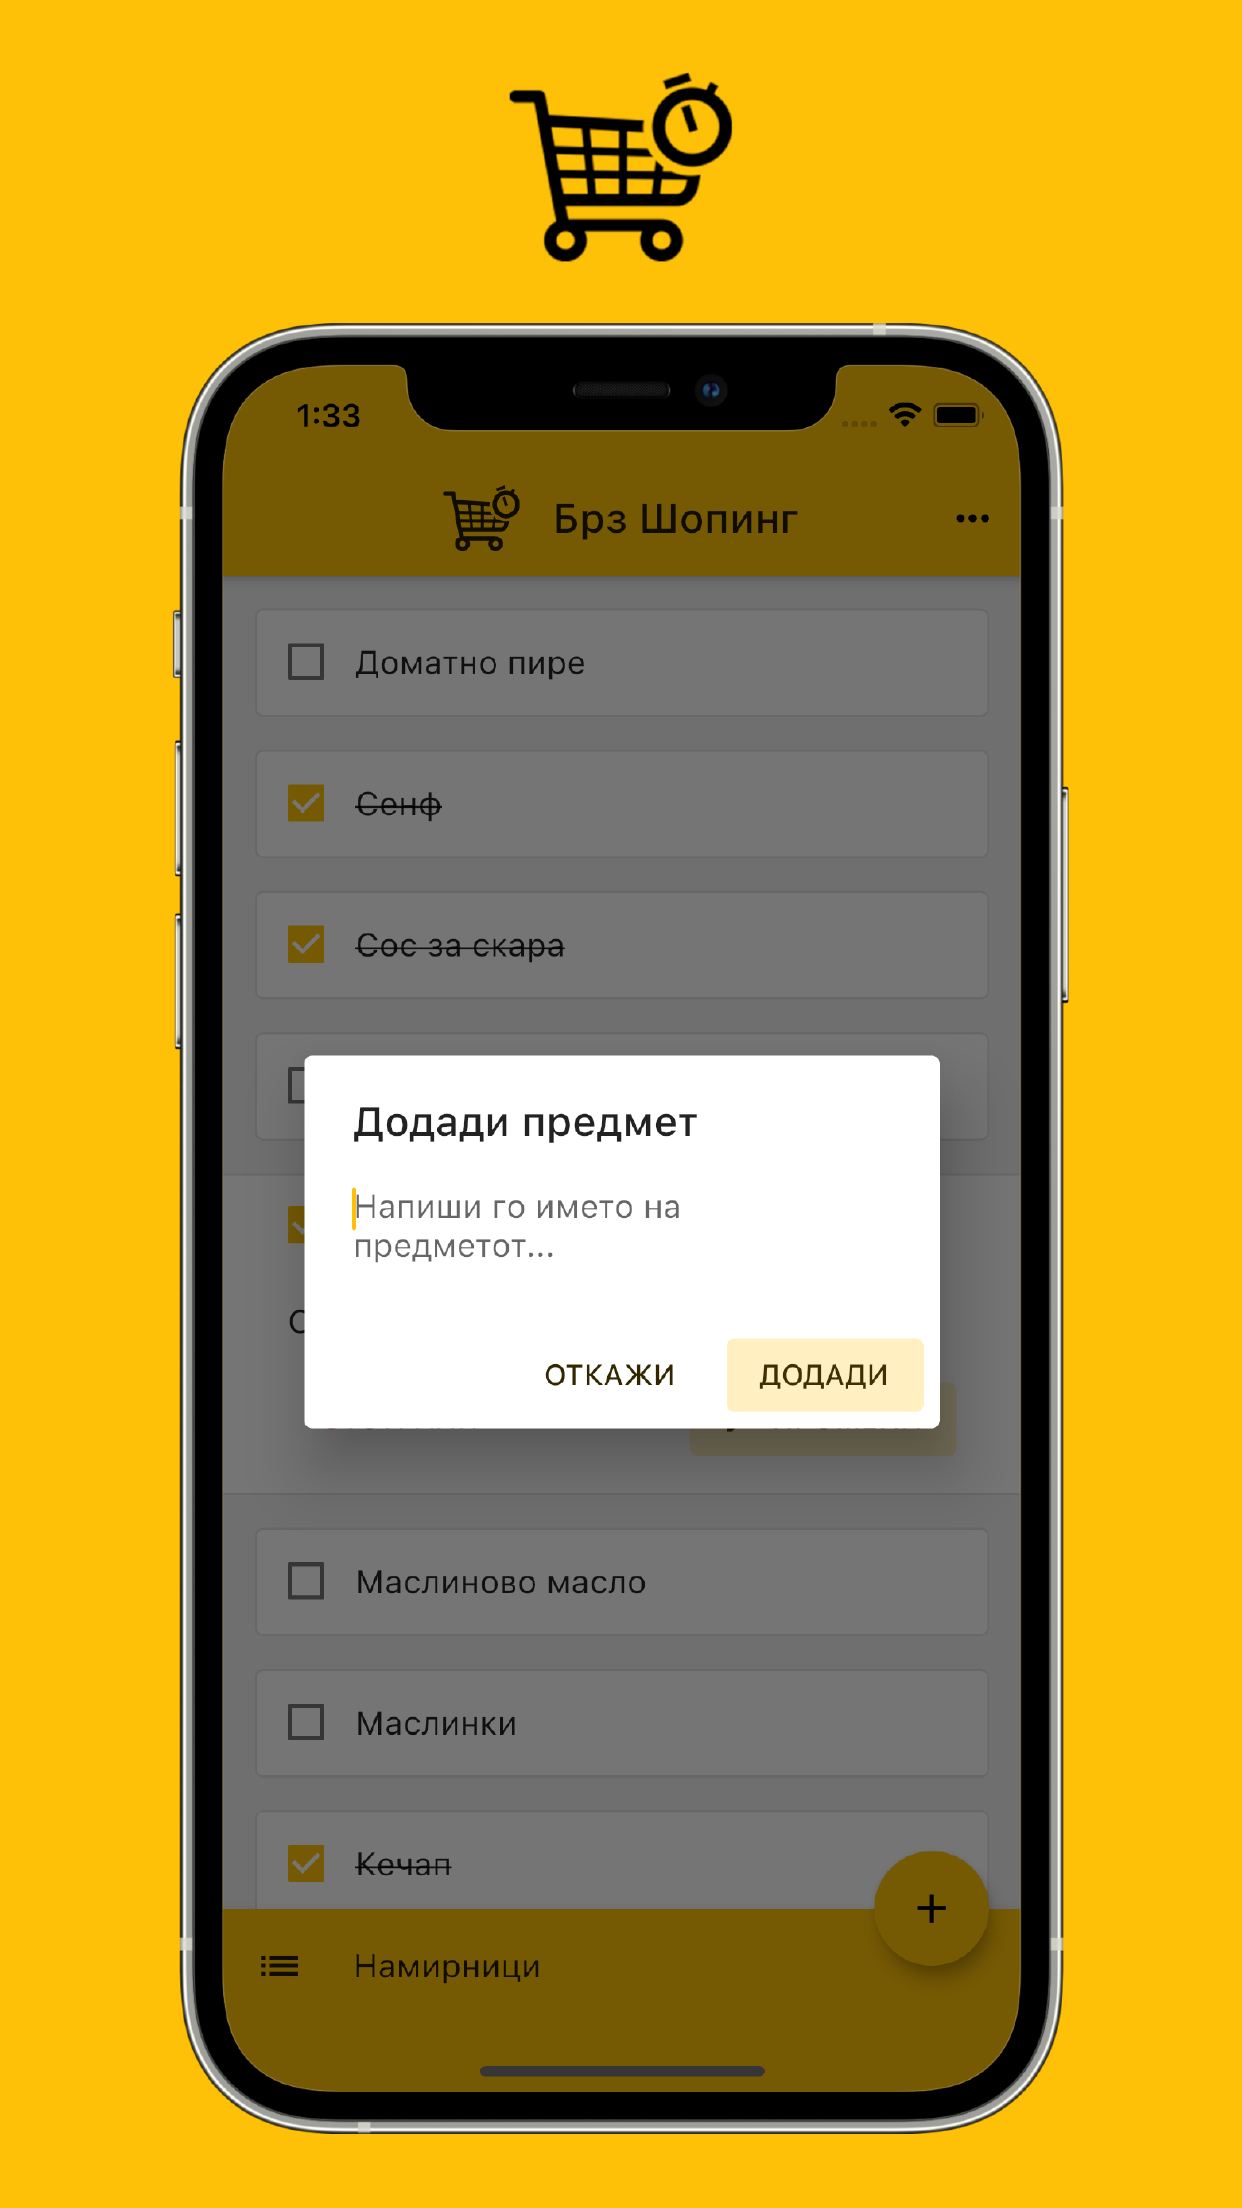 1:33
Брз Шопинг
Доматно пире
Сенф
Сос за скара
Додади предмет
Напиши го името на
предметот...
ОТКАЖИ
ДОДАДИ
Маслиново масло
Маслинки
Кечап
Намирници